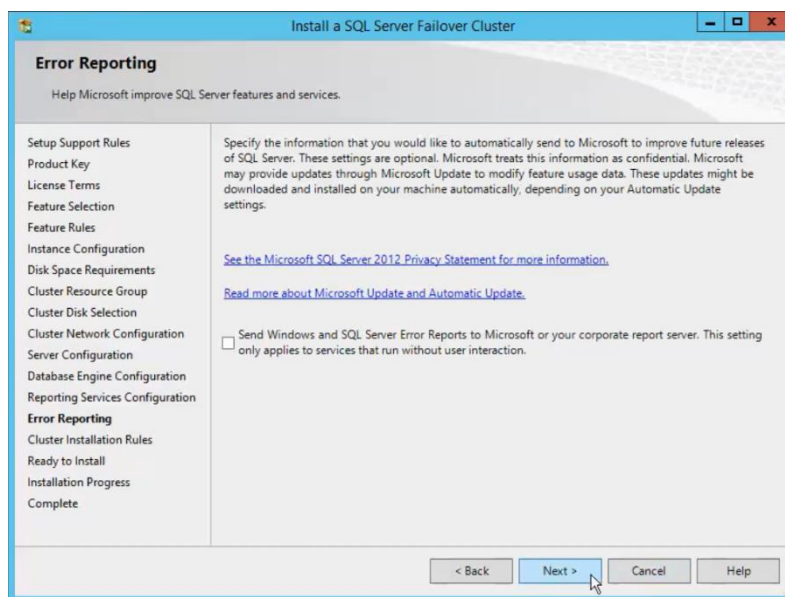 Install a SQL Server Failover Cluster
Error Reporting
Help Microsoft improve SQL Server features and services.
Setup Support Rules
Product Key
License Terms
Feature Selection
Feature Rules
Instance Configuration
Disk Space Requirements
Cluster Resource Group
Cluster Disk Selection
Cluster Network Configuration
Server Configuration
Database Engine Configuration
Reporting Services Configuration
Error Reporting
Cluster Installation Rules
Ready to Install
Installation Progress
Complete
Specify the information that you would like to automatically send to Microsoft to improve future releases
of SQL Server. These settings are optional. Microsoft treats this information as confidential. Microsoft
may provide updates through Microsoft Update to modify feature usage data. These updates might be
downloaded and installed on your machine automatically, depending on your Automatic Update
settings.
See the Microsoft SQL Server 2012 Privacy Statement for more information.
Read more about Microsoft Update and Automatic Update.
Send Windows and SQL Server Error Reports to Microsoft or your corporate report server. This setting
only applies to services that run without user interaction.
< Back
Next >
Cancel
Help